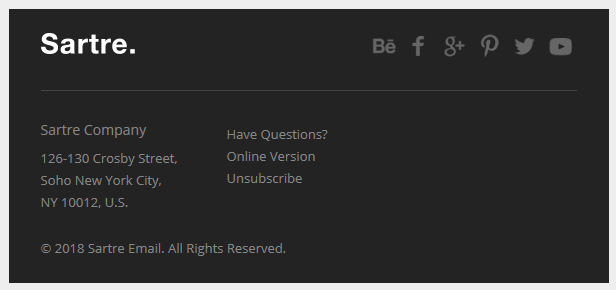 Sartre.
Sartre Company
126-130 Crosby Street,
Soho New York City,
NY 10012, U.S.
Have Questions?
Online Version
Unsubscribe
© 2018 Sartre Email. All Rights Reserved.